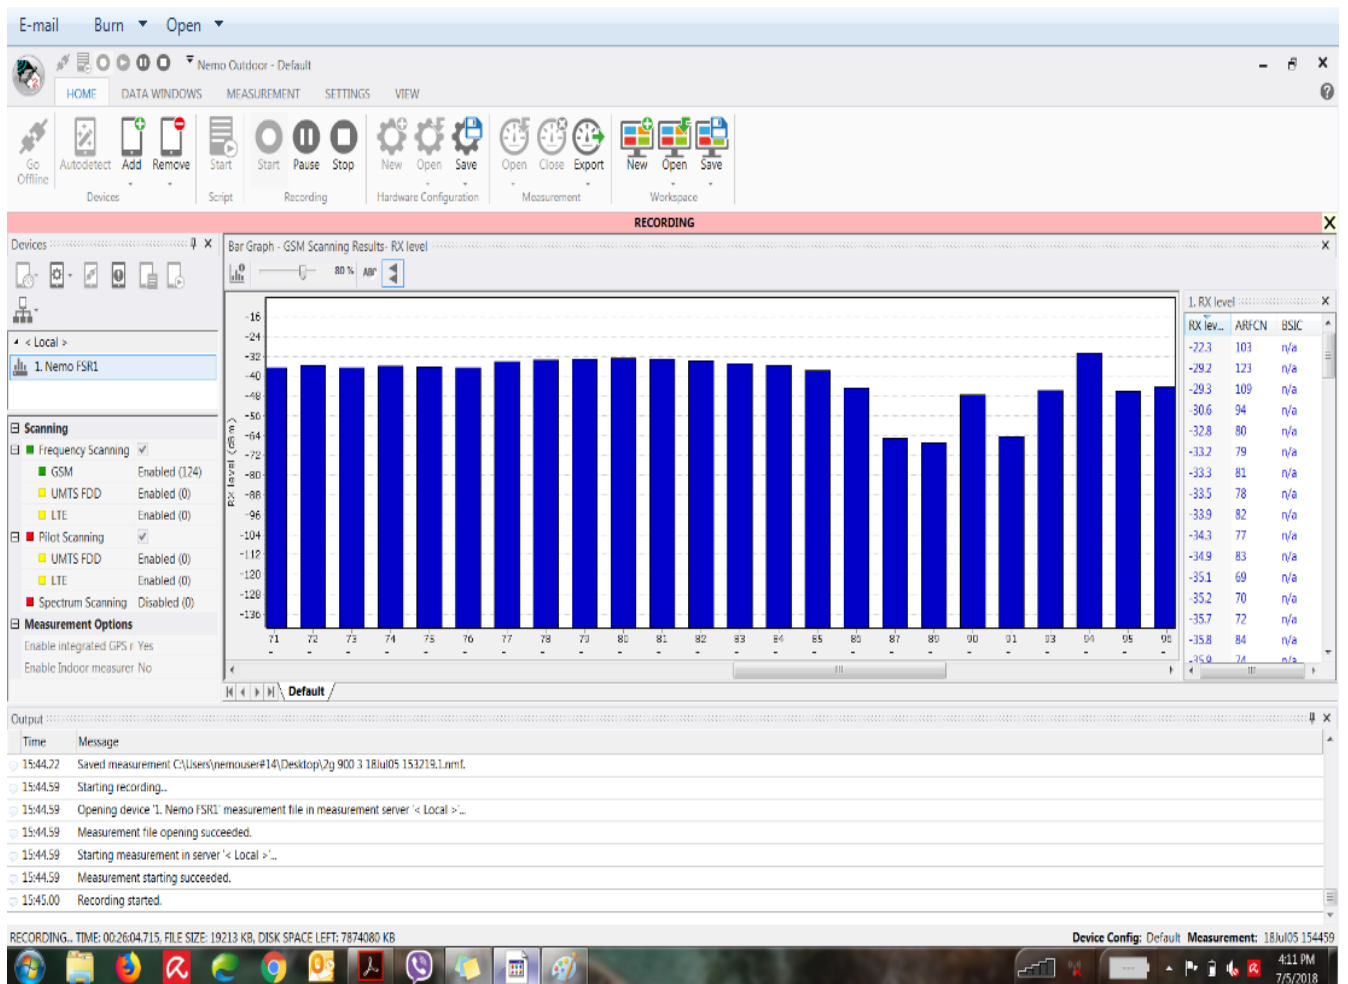 E-mail Burn Open
Nemo Outdoor - Default
HOME DATA WINDOWS MEASUREMENT SETTINGS VIEW
Go Offline Autodetect Add Remove Start Start Pause Stop New Open Save Open Close Export New Open Save
Devices Script Recording Hardware Configuration Measurement Workspace
RECORDING
Devices
Bar Graph - GSM Scanning Results- RX level
80 %
ABC
< Local >
1. Nemo FSR1
Scanning
Frequency Scanning
GSM Enabled (124)
UMTS FDD Enabled (0)
LTE Enabled (0)
Pilot Scanning
UMTS FDD Enabled (0)
LTE Enabled (0)
Spectrum Scanning Disabled (0)
Measurement Options
Enable integrated GPS r Yes
Enable Indoor measurer No
RX level (dBm)
-16
-24
-32
-40
-48
-56
-64
-72
-80
-88
-96
-104
-112
-120
-128
-136
71 72 73 74 75 76 77 78 79 80 81 82 83 84 85 86 87 89 90 91 93 94 95 96
- - - - - - - - - - - - - - - - - - - - - - - -
Default
1. RX level
RX lev... ARFCN BSIC
-22.3 103 n/a
-29.2 123 n/a
-29.3 109 n/a
-30.6 94 n/a
-32.8 80 n/a
-33.2 79 n/a
-33.3 81 n/a
-33.5 78 n/a
-33.9 82 n/a
-34.3 77 n/a
-34.9 83 n/a
-35.1 69 n/a
-35.2 70 n/a
-35.7 72 n/a
-35.8 84 n/a
-35.9 74 n/a
Output
Time Message
15:44.22 Saved measurement C:\Users\nemouser#14\Desktop\2g 900 3 18Jul05 153219.1.nmf.
15:44.59 Starting recording...
15:44.59 Opening device '1. Nemo FSR1' measurement file in measurement server '< Local >'...
15:44.59 Measurement file opening succeeded.
15:44.59 Starting measurement in server '< Local >'...
15:44.59 Measurement starting succeeded.
15:45.00 Recording started.
RECORDING... TIME: 00:26:04.715, FILE SIZE: 19213 KB, DISK SPACE LEFT: 7874080 KB
Device Config: Default Measurement: 18Jul05 154459
4:11 PM
7/5/2018